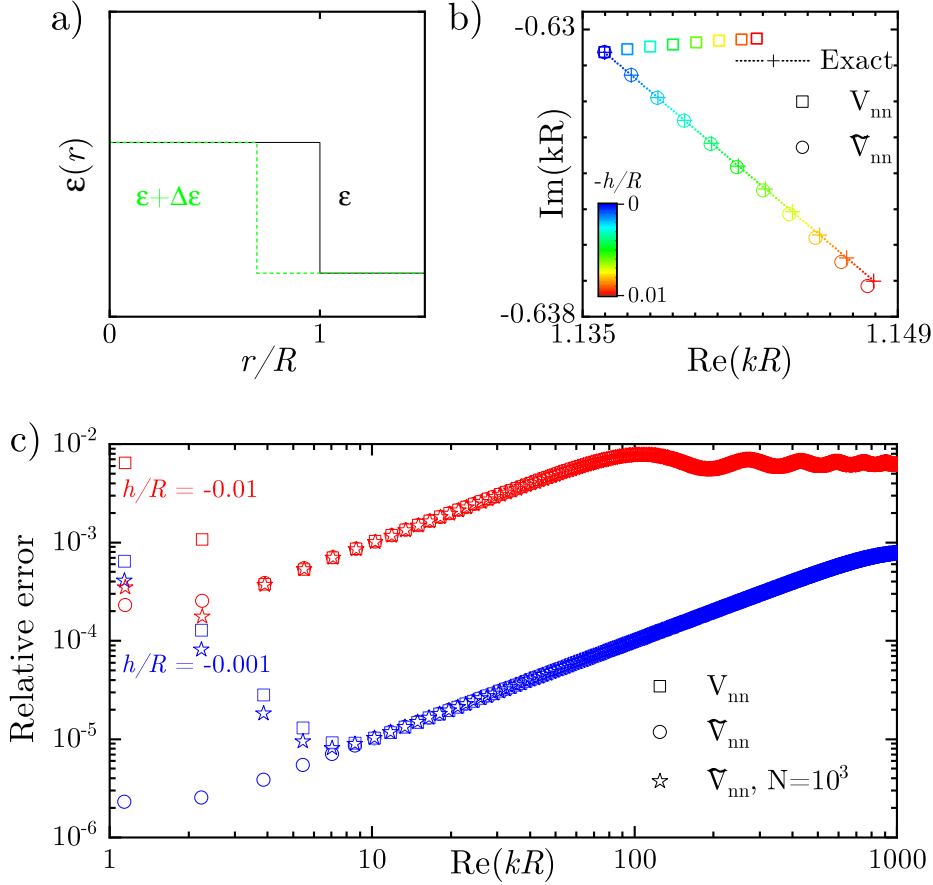 a)
ε(r)
ε+Δε
ε
0
1
r/R
b)
-0.63
Exact
V_nn
Ṽ_nn
Im(kR)
-h/R
0
0.01
-0.638
1.135
1.149
Re(kR)
c)
10^-2
h/R = -0.01
10^-3
Relative error
10^-4
h/R = -0.001
V_nn
10^-5
Ṽ_nn
Ṽ_nn, N=10^3
10^-6
1
10
100
1000
Re(kR)